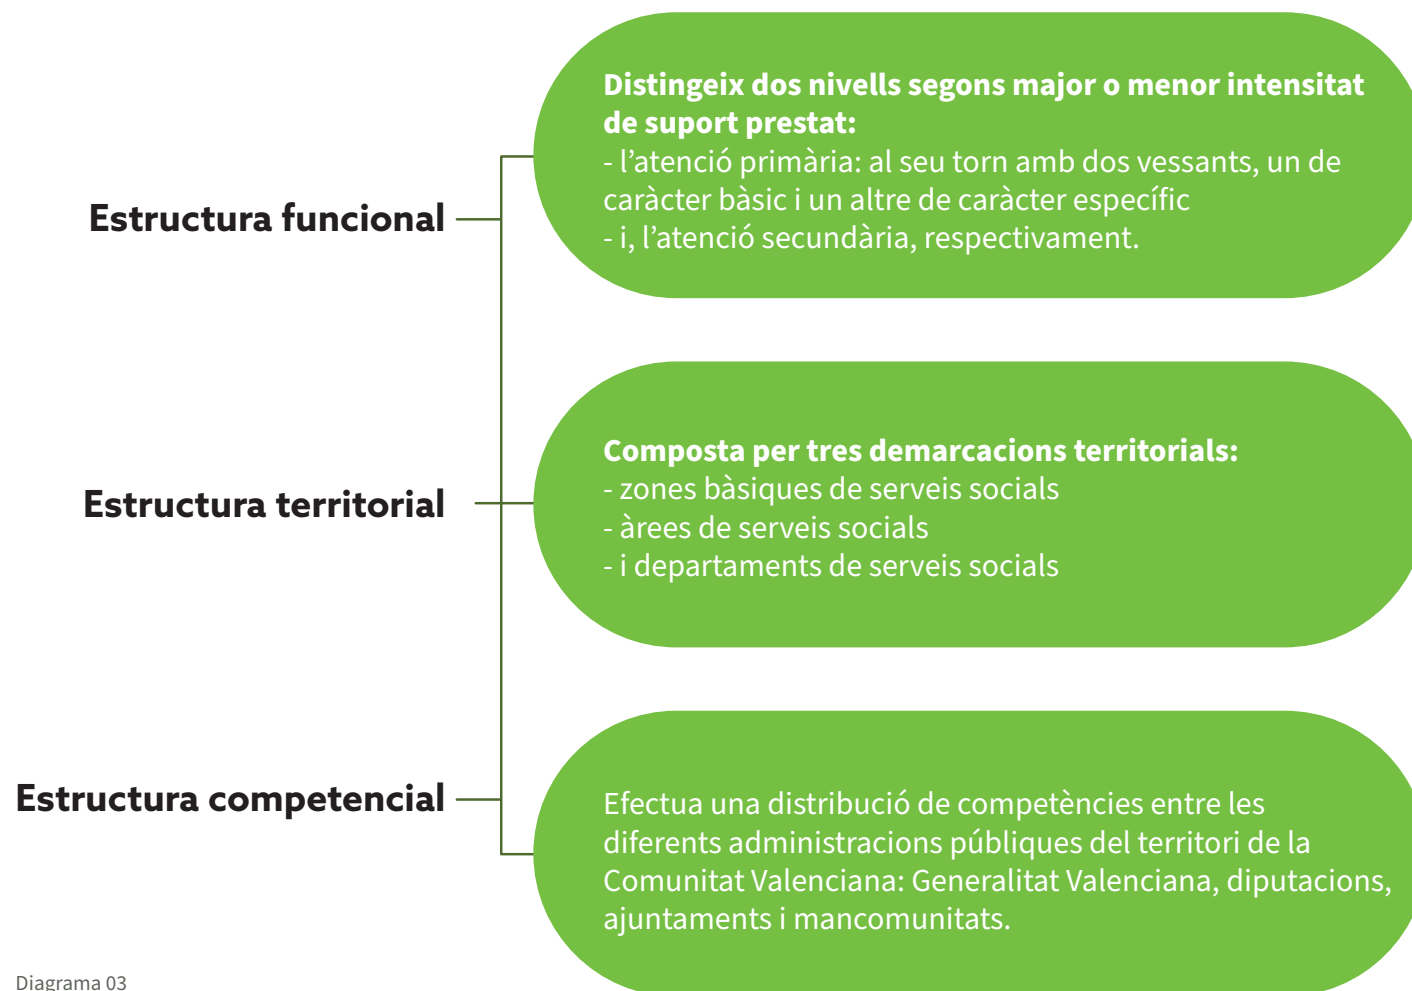 Estructura funcional
Distingeix dos nivells segons major o menor intensitat
de suport prestat:
- l’atenció primària: al seu torn amb dos vessants, un de
caràcter bàsic i un altre de caràcter específic
- i, l’atenció secundària, respectivament.
Estructura territorial
Composta per tres demarcacions territorials:
- zones bàsiques de serveis socials
- àrees de serveis socials
- i departaments de serveis socials
Estructura competencial
Efectua una distribució de competències entre les
diferents administracions públiques del territori de la
Comunitat Valenciana: Generalitat Valenciana, diputacions,
ajuntaments i mancomunitats.
Diagrama 03